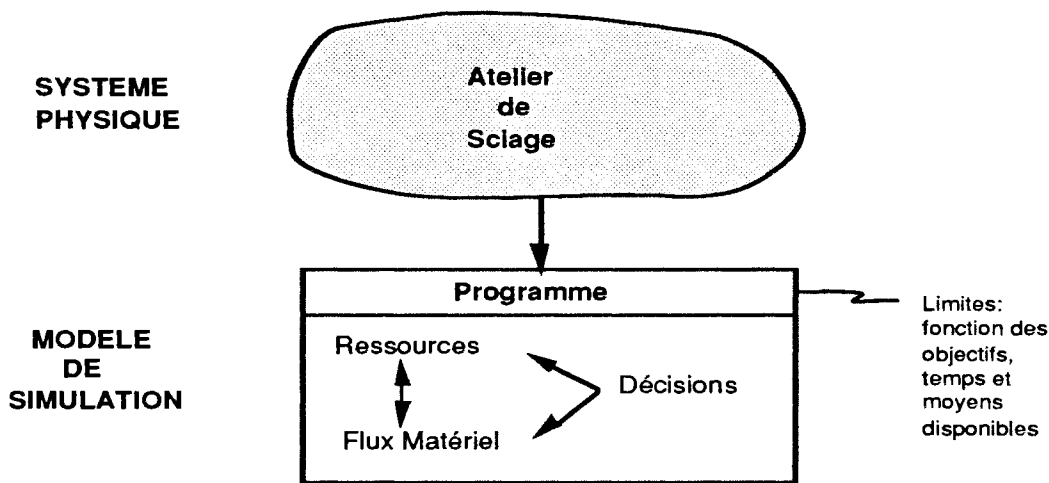 SYSTEME
PHYSIQUE
Atelier
de
Sciage
Programme
MODELE
DE
SIMULATION
Ressources
Décisions
Flux Matériel
Limites:
fonction des
objectifs,
temps et
moyens
disponibles